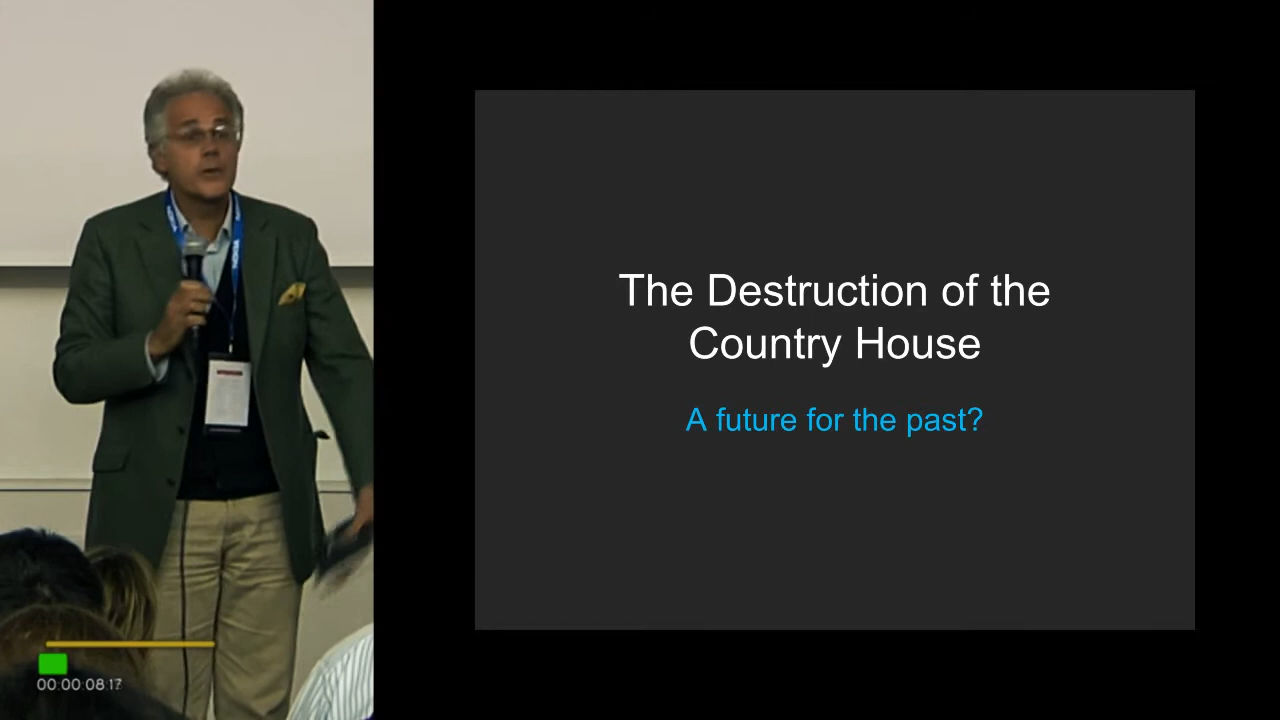 The Destruction of the
Country House
A future for the past?
00:00:08:17